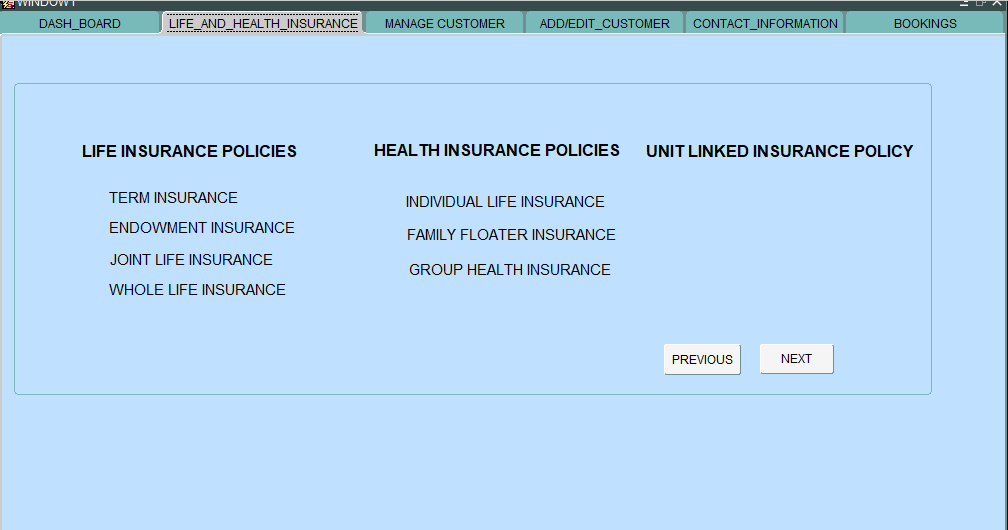 WINDOW1
DASH_BOARD LIFE_AND_HEALTH_INSURANCE MANAGE CUSTOMER ADD/EDIT_CUSTOMER CONTACT_INFORMATION BOOKINGS
LIFE INSURANCE POLICIES
TERM INSURANCE
ENDOWMENT INSURANCE
JOINT LIFE INSURANCE
WHOLE LIFE INSURANCE
HEALTH INSURANCE POLICIES
INDIVIDUAL LIFE INSURANCE
FAMILY FLOATER INSURANCE
GROUP HEALTH INSURANCE
UNIT LINKED INSURANCE POLICY
PREVIOUS NEXT